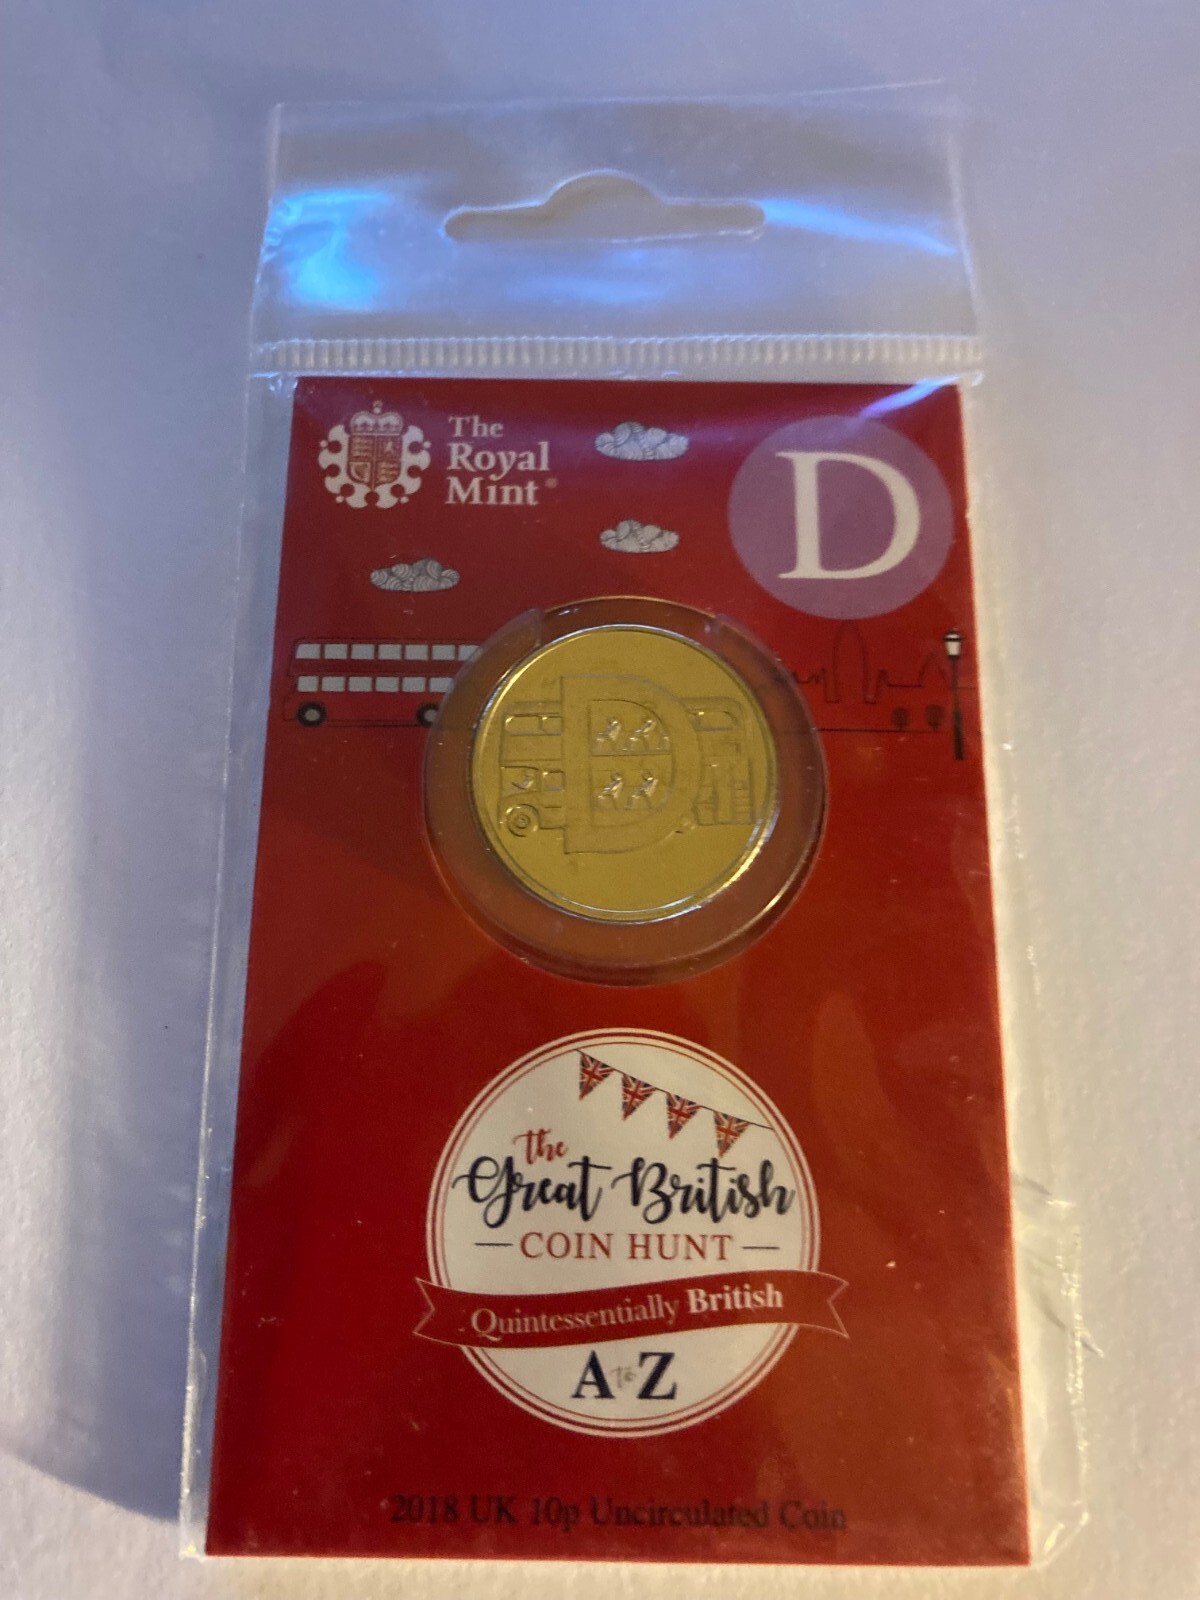 The
Royal
Mint®
D
D
the
Great British
COIN HUNT
Quintessentially British
A to Z
2018 UK 10p Uncirculated Coin